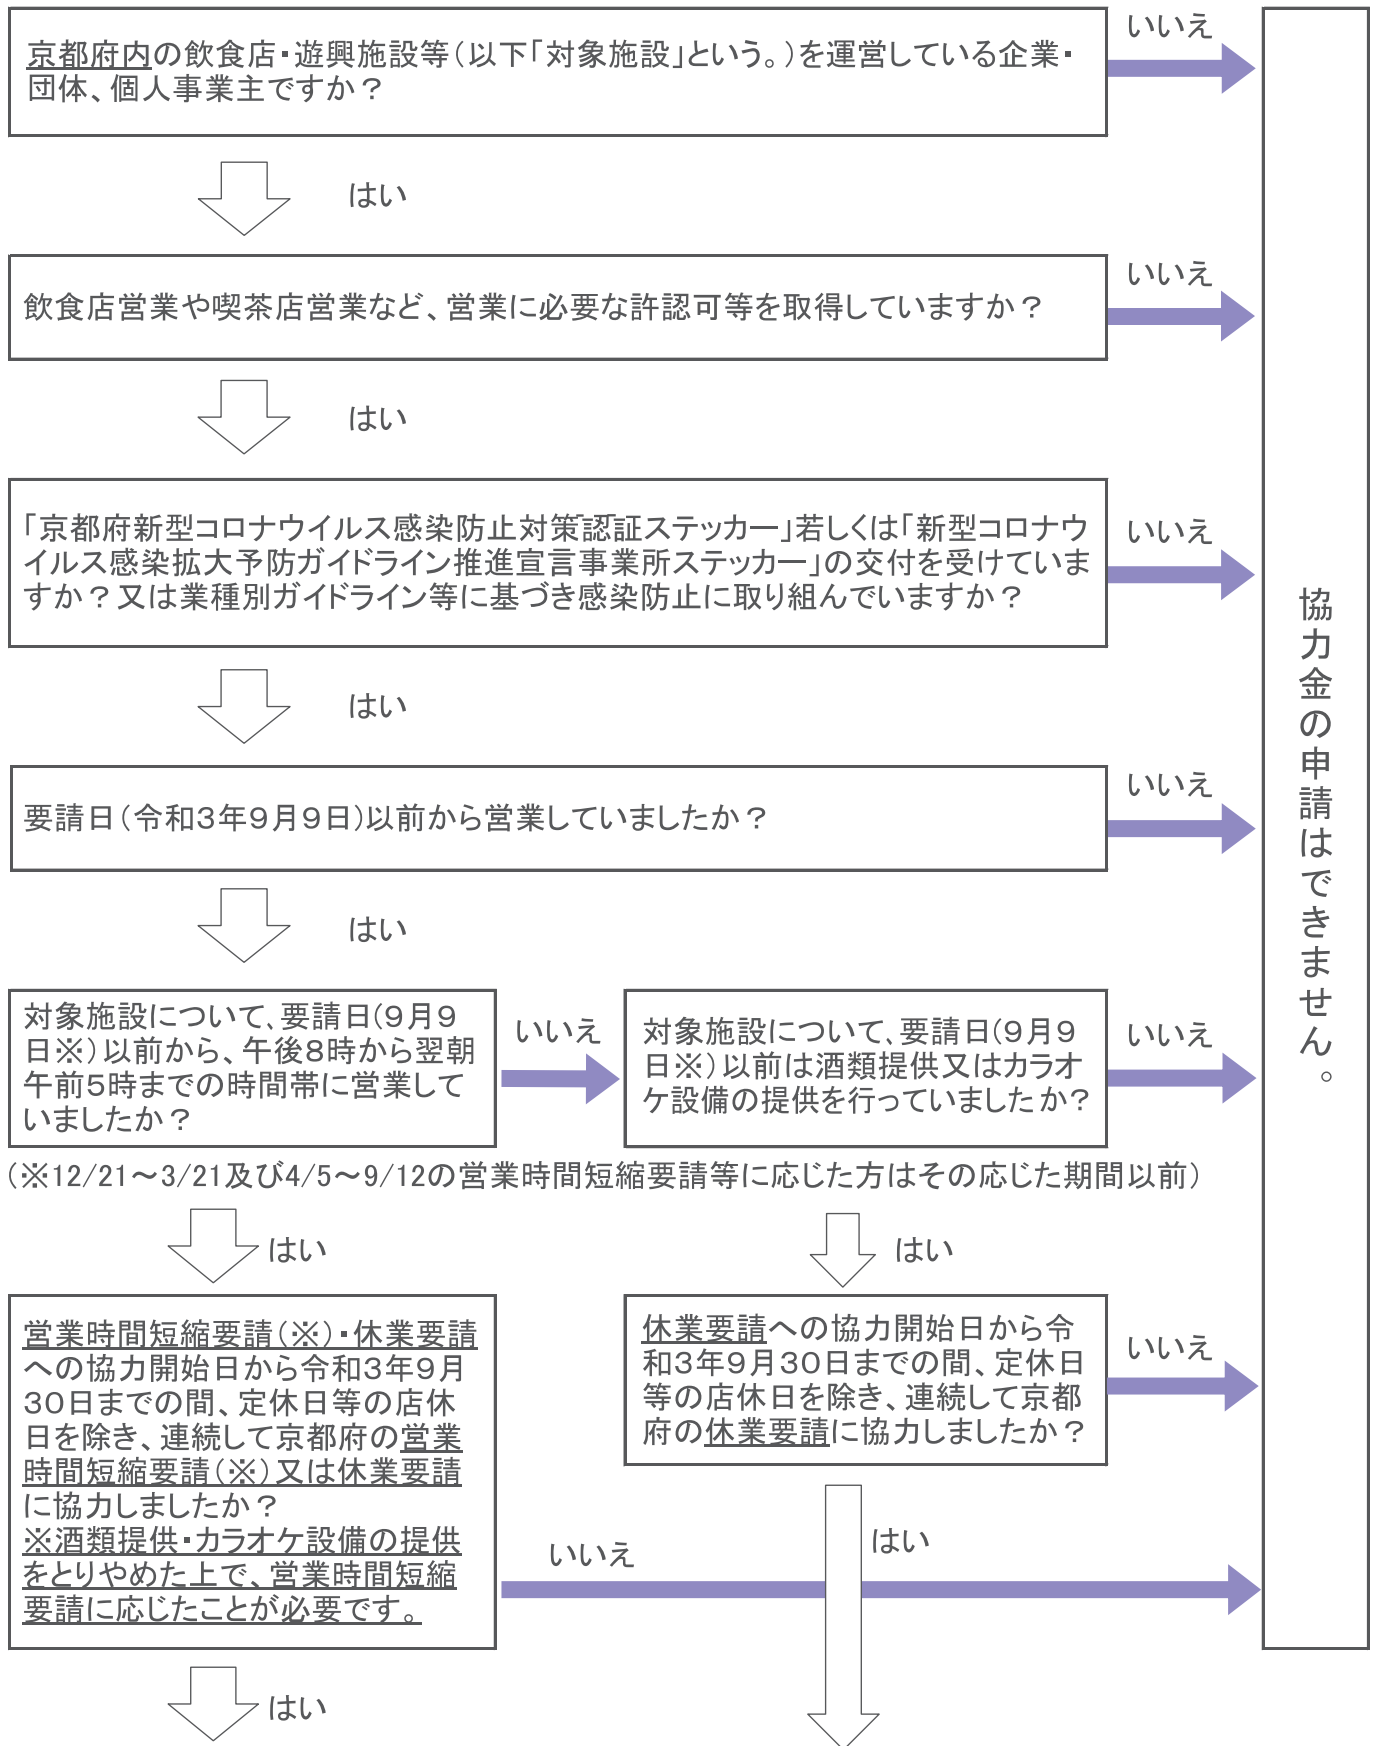 京都府内の飲食店・遊興施設等（以下「対象施設」という。）を運営している企業・
団体、個人事業主ですか？
いいえ
はい
飲食店営業や喫茶店営業など、営業に必要な許認可等を取得していますか？
いいえ
はい
「京都府新型コロナウイルス感染防止対策認証ステッカー」若しくは「新型コロナウ
イルス感染拡大予防ガイドライン推進宣言事業所ステッカー」の交付を受けていま
すか？又は業種別ガイドライン等に基づき感染防止に取り組んでいますか？
いいえ
はい
要請日（令和３年９月９日）以前から営業していましたか？
いいえ
はい
対象施設について、要請日（９月９
日※）以前から、午後８時から翌朝
午前５時までの時間帯に営業して
いましたか？
いいえ
対象施設について、要請日（９月９
日※）以前は酒類提供又はカラオ
ケ設備の提供を行っていましたか？
いいえ
（※12/21～3/21及び4/5～9/12の営業時間短縮要請等に応じた方はその応じた期間以前）
はい
はい
営業時間短縮要請（※）・休業要請
への協力開始日から令和３年９月
３０日までの間、定休日等の店休
日を除き、連続して京都府の営業
時間短縮要請（※）又は休業要請
に協力しましたか？
※酒類提供・カラオケ設備の提供
をとりやめた上で、営業時間短縮
要請に応じたことが必要です。
いいえ
はい
休業要請への協力開始日から令
和３年９月３０日までの間、定休日
等の店休日を除き、連続して京都
府の休業要請に協力しましたか？
いいえ
はい
協力金の申請はできません。